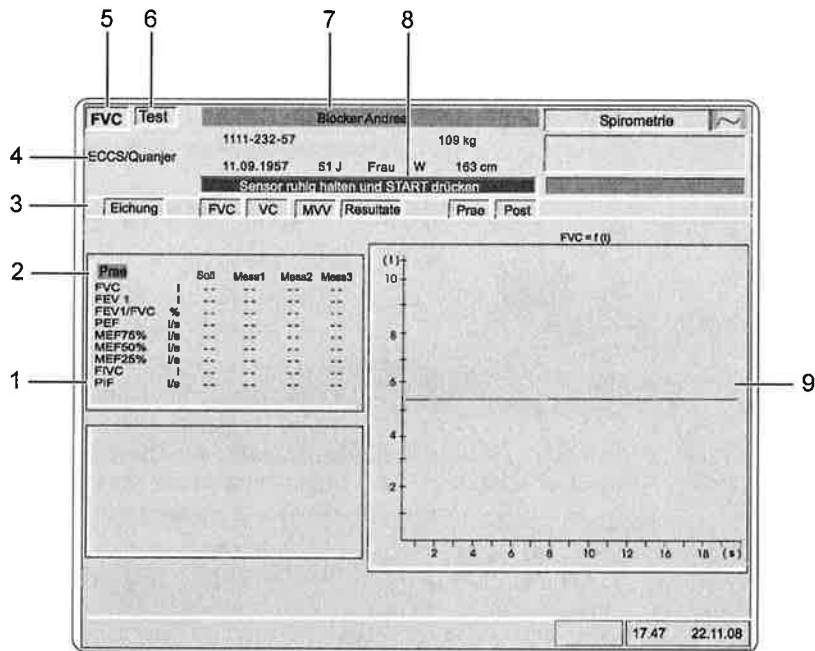 5 6 7 8
FVC Test Blocker Andrea Spirometrie
1111-232-57 109 kg
4 ECCS/Quanjer
11.09.1957 51 J Frau W 163 cm
Sensor ruhig halten und START drücken
3 Eichung FVC VC MVV Resultate Prae Post
FVC = f (t)
2 Prae Soll Mess1 Mess2 Mess3
FVC l -- -- -- --
FEV 1 l -- -- -- --
FEV1/FVC % -- -- -- --
PEF l/s -- -- -- --
MEF75% l/s -- -- -- --
MEF50% l/s -- -- -- --
MEF25% l/s -- -- -- --
FIVC l -- -- -- --
1 PIF l/s -- -- -- --
(l)
10
8
6
4
2
9
2 4 6 8 10 12 16 18 (s)
17.47 22.11.08